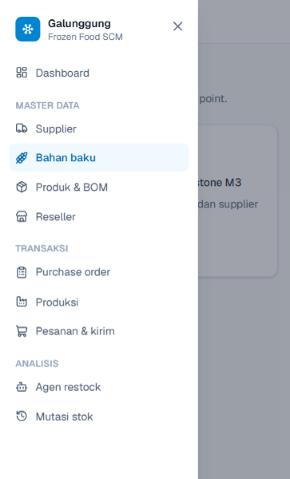 Galunggung
Frozen Food SCM
Dashboard
point.
MASTER DATA
Supplier
Bahan baku
stone M3
Produk & BOM
dan supplier
Reseller
TRANSAKSI
Purchase order
Produksi
Pesanan & kirim
ANALISIS
Agen restock
Mutasi stok